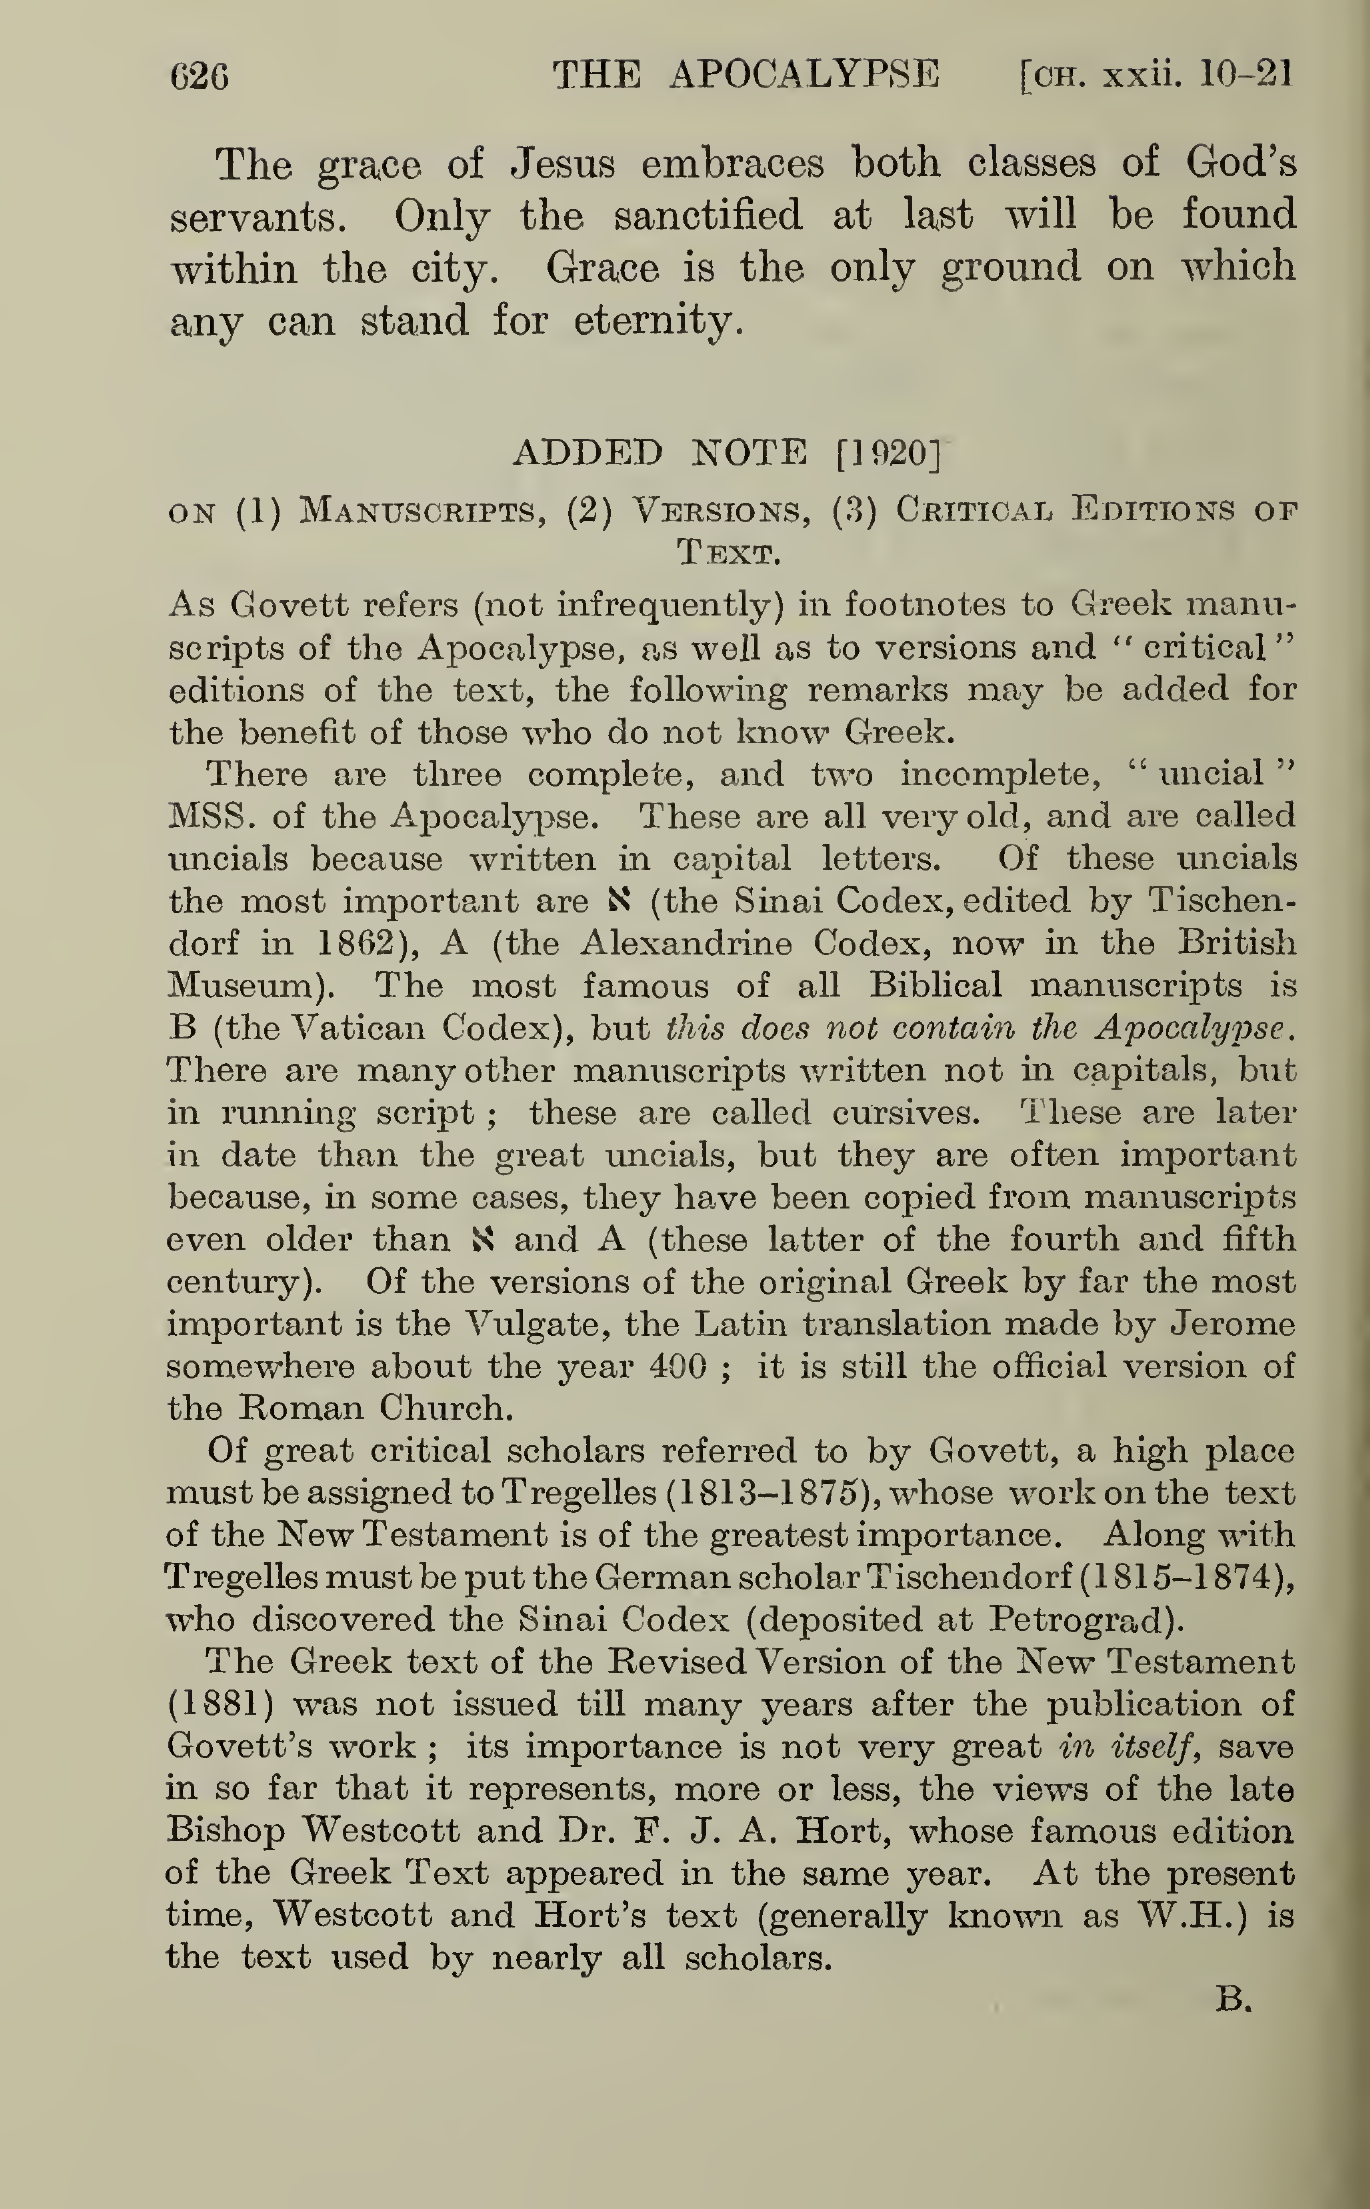 626 THE APOCALYPSE [CH. xxii. 10–21
The grace of Jesus embraces both classes of God's
servants. Only the sanctified at last will be found
within the city. Grace is the only ground on which
any can stand for eternity.
ADDED NOTE [1920]
ON (1) MANUSCRIPTS, (2) VERSIONS, (3) CRITICAL EDITIONS OF
TEXT.
As Govett refers (not infrequently) in footnotes to Greek manu-
scripts of the Apocalypse, as well as to versions and “ critical ”
editions of the text, the following remarks may be added for
the benefit of those who do not know Greek.
There are three complete, and two incomplete, “ uncial ”
MSS. of the Apocalypse. These are all very old, and are called
uncials because written in capital letters. Of these uncials
the most important are ℵ (the Sinai Codex, edited by Tischen-
dorf in 1862), A (the Alexandrine Codex, now in the British
Museum). The most famous of all Biblical manuscripts is
B (the Vatican Codex), but this does not contain the Apocalypse.
There are many other manuscripts written not in capitals, but
in running script ; these are called cursives. These are later
in date than the great uncials, but they are often important
because, in some cases, they have been copied from manuscripts
even older than ℵ and A (these latter of the fourth and fifth
century). Of the versions of the original Greek by far the most
important is the Vulgate, the Latin translation made by Jerome
somewhere about the year 400 ; it is still the official version of
the Roman Church.
Of great critical scholars referred to by Govett, a high place
must be assigned to Tregelles (1813–1875), whose work on the text
of the New Testament is of the greatest importance. Along with
Tregelles must be put the German scholar Tischendorf (1815–1874),
who discovered the Sinai Codex (deposited at Petrograd).
The Greek text of the Revised Version of the New Testament
(1881) was not issued till many years after the publication of
Govett's work ; its importance is not very great in itself, save
in so far that it represents, more or less, the views of the late
Bishop Westcott and Dr. F. J. A. Hort, whose famous edition
of the Greek Text appeared in the same year. At the present
time, Westcott and Hort's text (generally known as W.H.) is
the text used by nearly all scholars.
B.